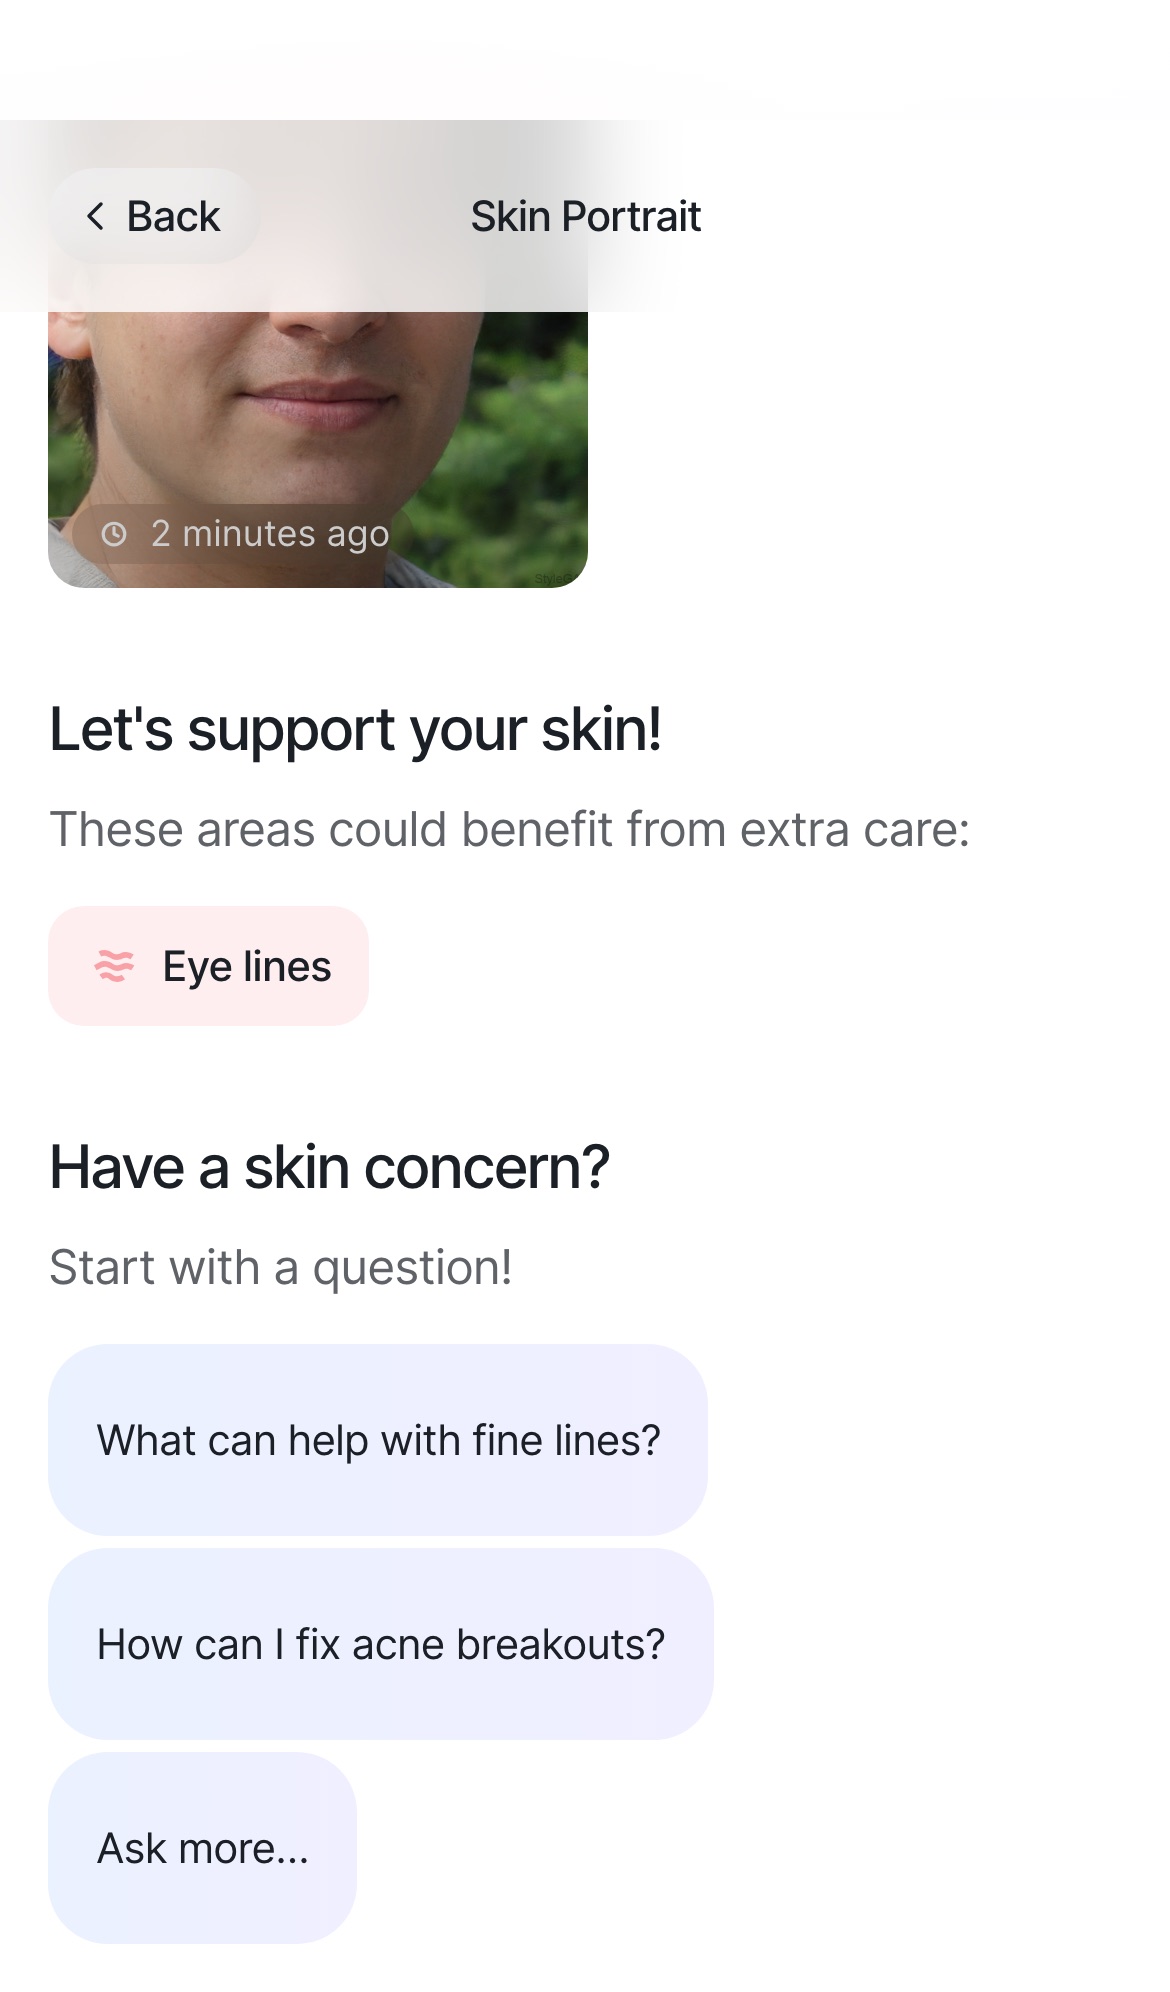 Back
Skin Portrait
2 minutes ago
Let's support your skin!
These areas could benefit from extra care:
Eye lines
Have a skin concern?
Start with a question!
What can help with fine lines?
How can I fix acne breakouts?
Ask more...